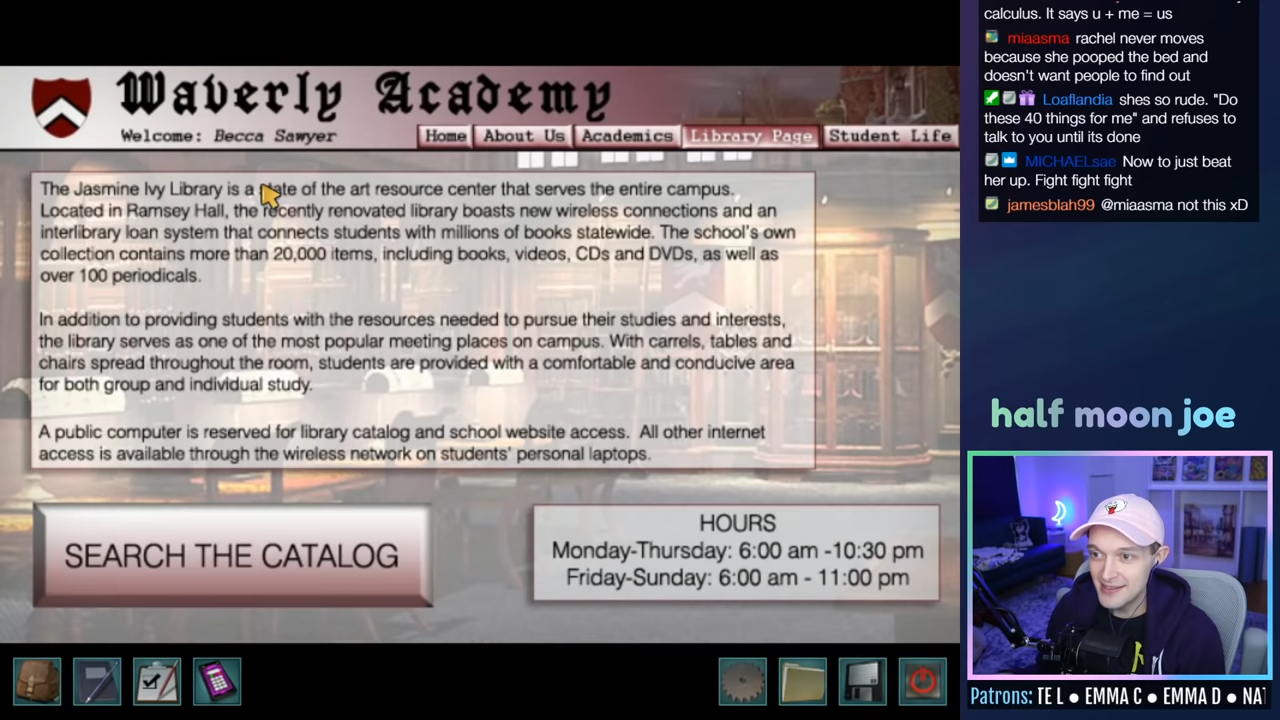 Waverly Academy
Welcome: Becca Sawyer
Home
About Us
Academics
Library Page
Student Life
The Jasmine Ivy Library is a state of the art resource center that serves the entire campus.
Located in Ramsey Hall, the recently renovated library boasts new wireless connections and an
interlibrary loan system that connects students with millions of books statewide. The school's own
collection contains more than 20,000 items, including books, videos, CDs and DVDs, as well as
over 100 periodicals.
In addition to providing students with the resources needed to pursue their studies and interests,
the library serves as one of the most popular meeting places on campus. With carrels, tables and
chairs spread throughout the room, students are provided with a comfortable and conducive area
for both group and individual study.
A public computer is reserved for library catalog and school website access. All other internet
access is available through the wireless network on students' personal laptops.
SEARCH THE CATALOG
HOURS
Monday-Thursday: 6:00 am -10:30 pm
Friday-Sunday: 6:00 am - 11:00 pm
calculus. It says u + me = us
miaasma rachel never moves
because she pooped the bed and
doesn't want people to find out
Loaflandia shes so rude. "Do
these 40 things for me" and refuses to
talk to you until its done
MICHAELsae Now to just beat
her up. Fight fight fight
jamesblah99 @miaasma not this xD
half moon joe
Patrons: TE L ● EMMA C ● EMMA D ● NAT